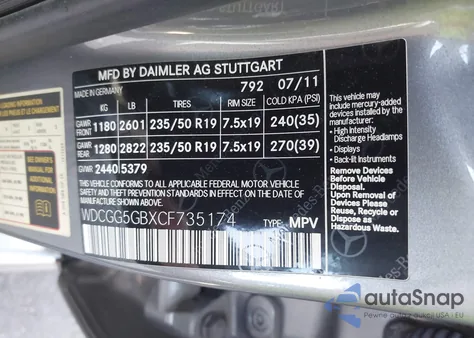 MFD BY DAIMLER AG STUTTGART
MADE IN GERMANY 792 07/11
KG LB TIRES RIM SIZE COLD KPA (PSI)
GAWR FRONT 1180 2601 235/50 R19 7.5x19 240(35)
GAWR REAR 1280 2822 235/50 R19 7.5x19 270(39)
GVWR 2440 5379
THIS VEHICLE CONFORMS TO ALL APPLICABLE FEDERAL MOTOR
VEHICLE SAFETY AND THEFT PREVENTION STANDARDS IN EFFECT
ON THE DATE OF MANUFACTURE SHOWN ABOVE.
WDCGG5GBXCF735174 TYPE: MPV
This vehicle may
include mercury-added
devices installed by
the manufacturer:
• High Intensity
Discharge Headlamps
• Back-lit Instruments
• Displays
Remove Devices
Before Vehicle
Disposal.
Upon Removal of
Devices Please
Reuse, Recycle or
Dispose as
Hazardous Waste.
autoSnap
Pewne auta z aukcji USA i EU